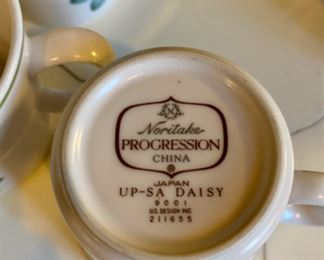 N
Noritake
PROGRESSION
CHINA
®
JAPAN
UP-SA DAISY
9001
U.S. DESIGN PAT.
211655